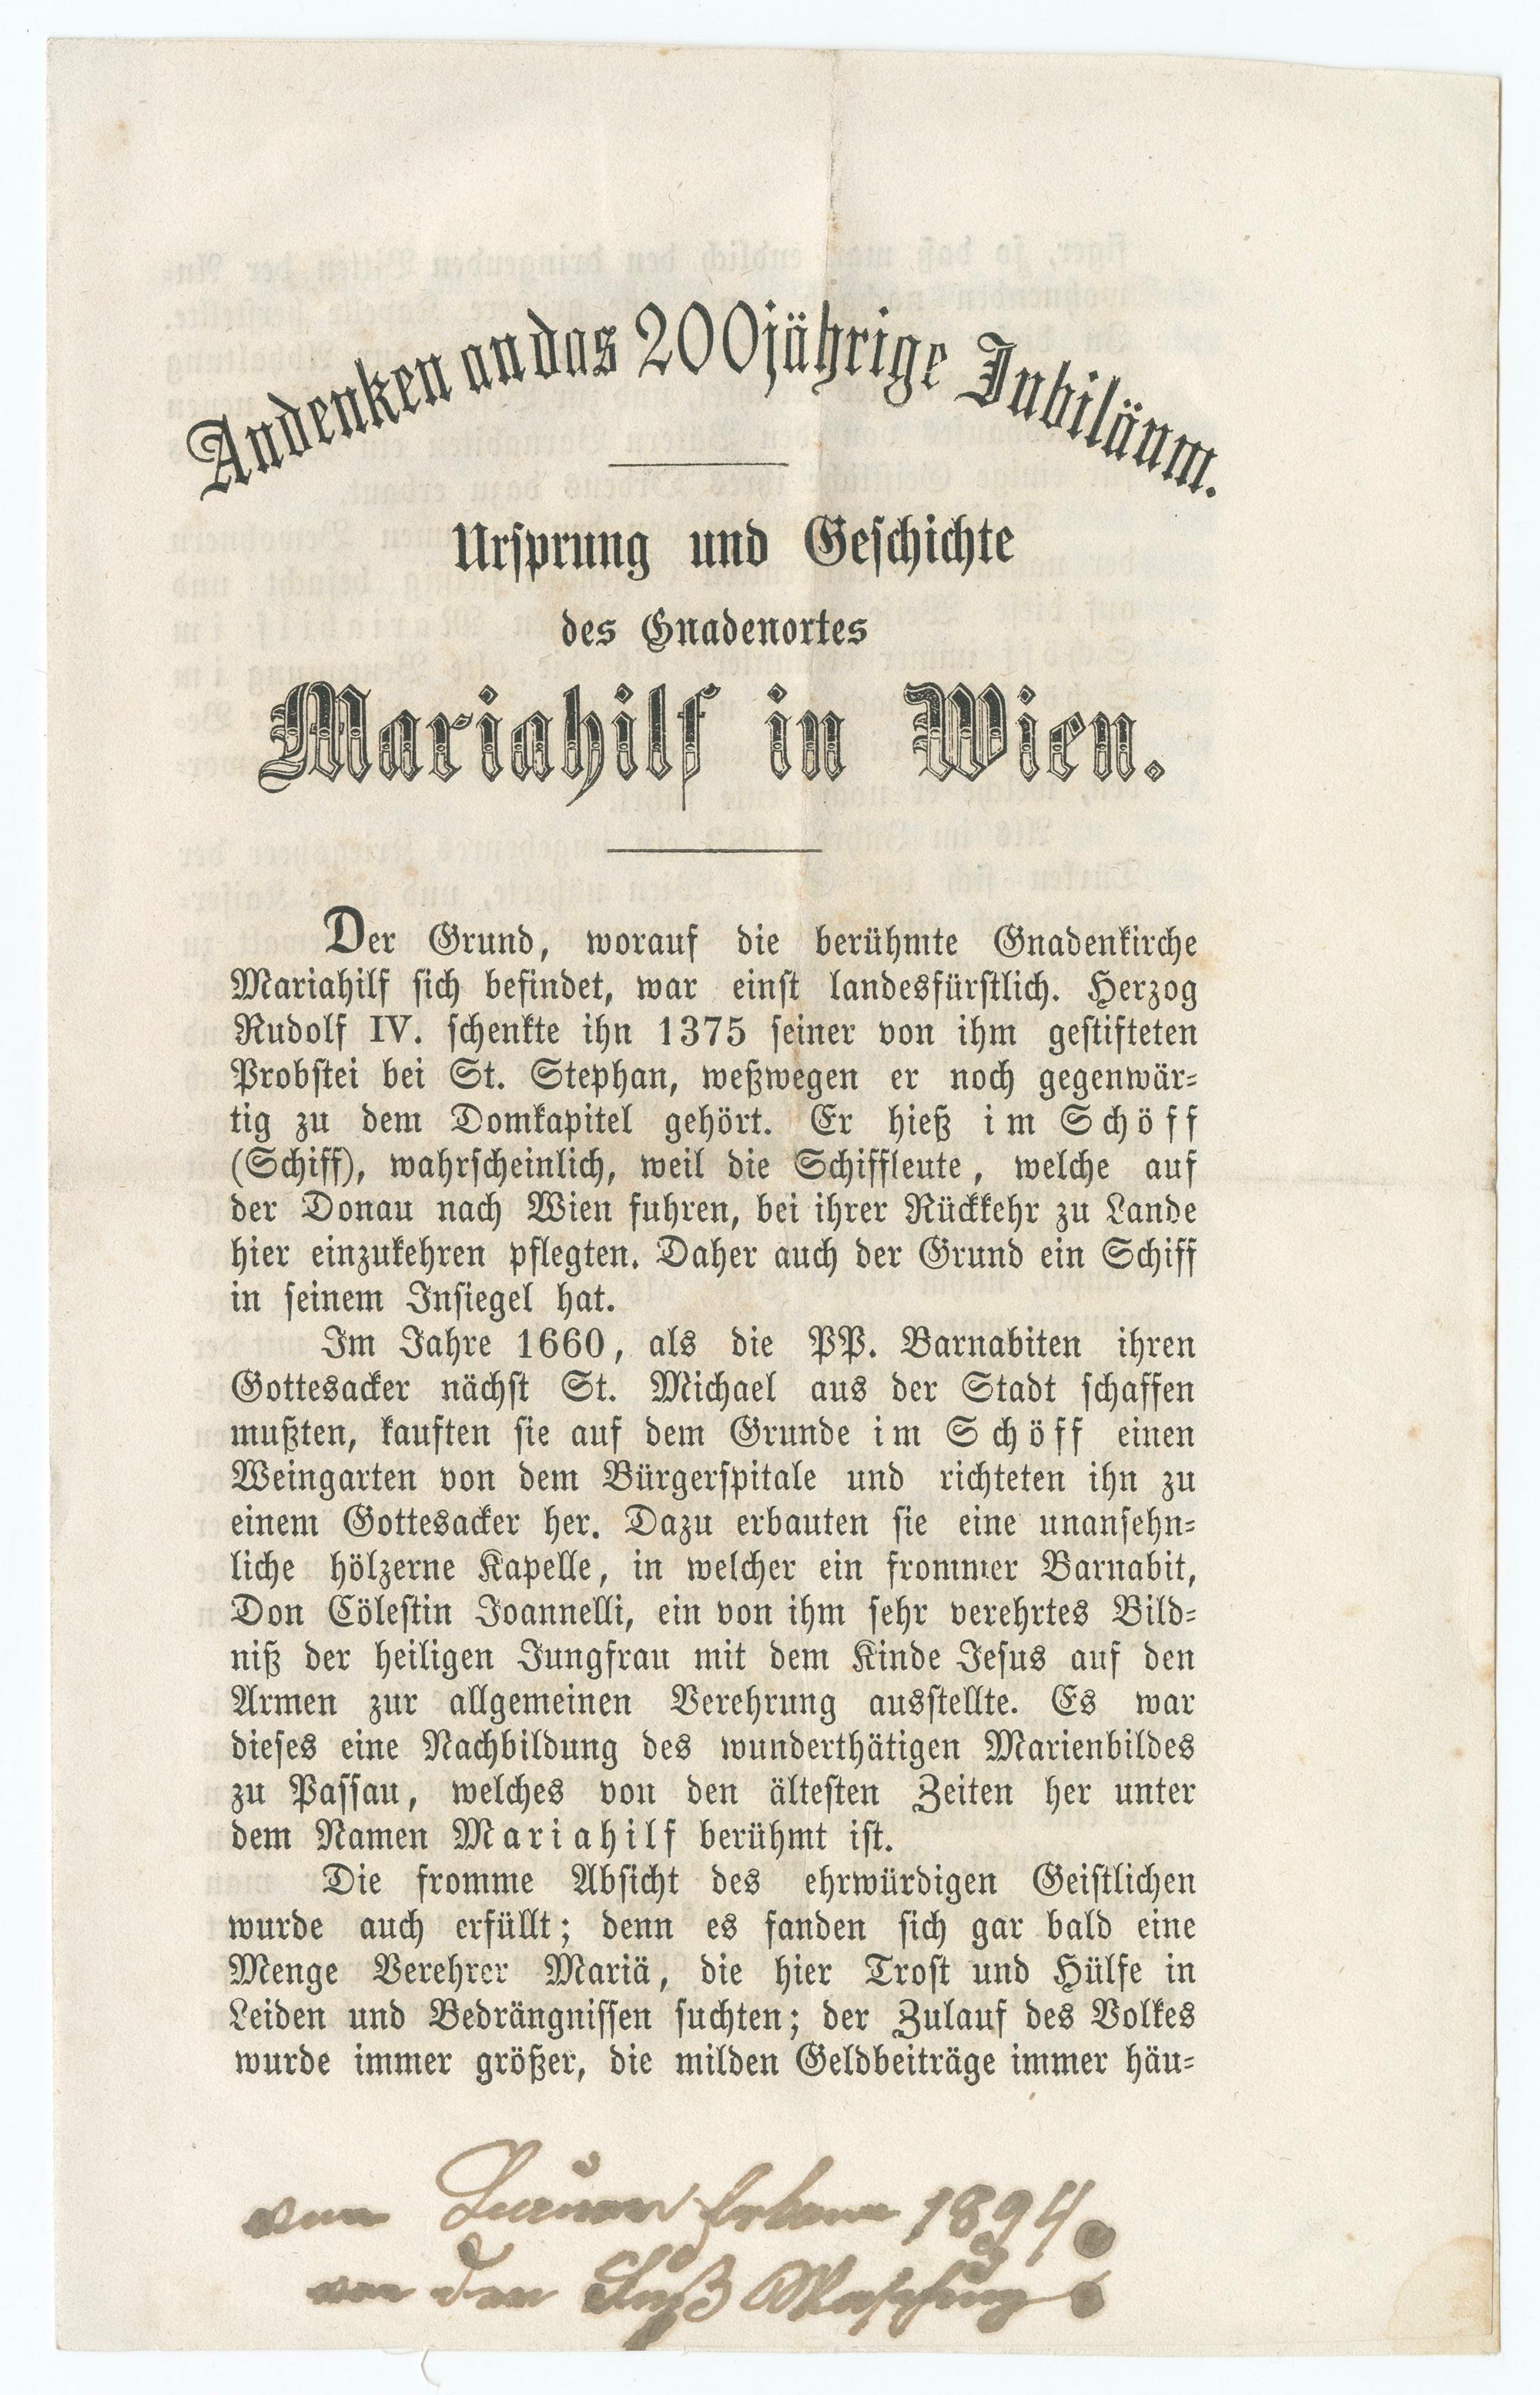 Andenken an das 200jährige Jubiläum.
Ursprung und Geschichte
des Gnadenortes
Mariahilf in Wien.
Der Grund, worauf die berühmte Gnadenkirche
Mariahilf sich befindet, war einst landesfürstlich. Herzog
Rudolf IV. schenkte ihn 1375 seiner von ihm gestifteten
Probstei bei St. Stephan, weßwegen er noch gegenwär-
tig zu dem Domkapitel gehört. Er hieß im Schöff
(Schiff), wahrscheinlich, weil die Schiffleute, welche auf
der Donau nach Wien fuhren, bei ihrer Rückkehr zu Lande
hier einzukehren pflegten. Daher auch der Grund ein Schiff
in seinem Insiegel hat.
Im Jahre 1660, als die PP. Barnabiten ihren
Gottesacker nächst St. Michael aus der Stadt schaffen
mußten, kauften sie auf dem Grunde im Schöff einen
Weingarten von dem Bürgerspitale und richteten ihn zu
einem Gottesacker her. Dazu erbauten sie eine unansehn-
liche hölzerne Kapelle, in welcher ein frommer Barnabit,
Don Cölestin Joannelli, ein von ihm sehr verehrtes Bild-
niß der heiligen Jungfrau mit dem Kinde Jesus auf den
Armen zur allgemeinen Verehrung ausstellte. Es war
dieses eine Nachbildung des wunderthätigen Marienbildes
zu Passau, welches von den ältesten Zeiten her unter
dem Namen Mariahilf berühmt ist.
Die fromme Absicht des ehrwürdigen Geistlichen
wurde auch erfüllt; denn es fanden sich gar bald eine
Menge Verehrer Mariä, die hier Trost und Hülfe in
Leiden und Bedrängnissen suchten; der Zulauf des Volkes
wurde immer größer, die milden Geldbeiträge immer häu-
1894